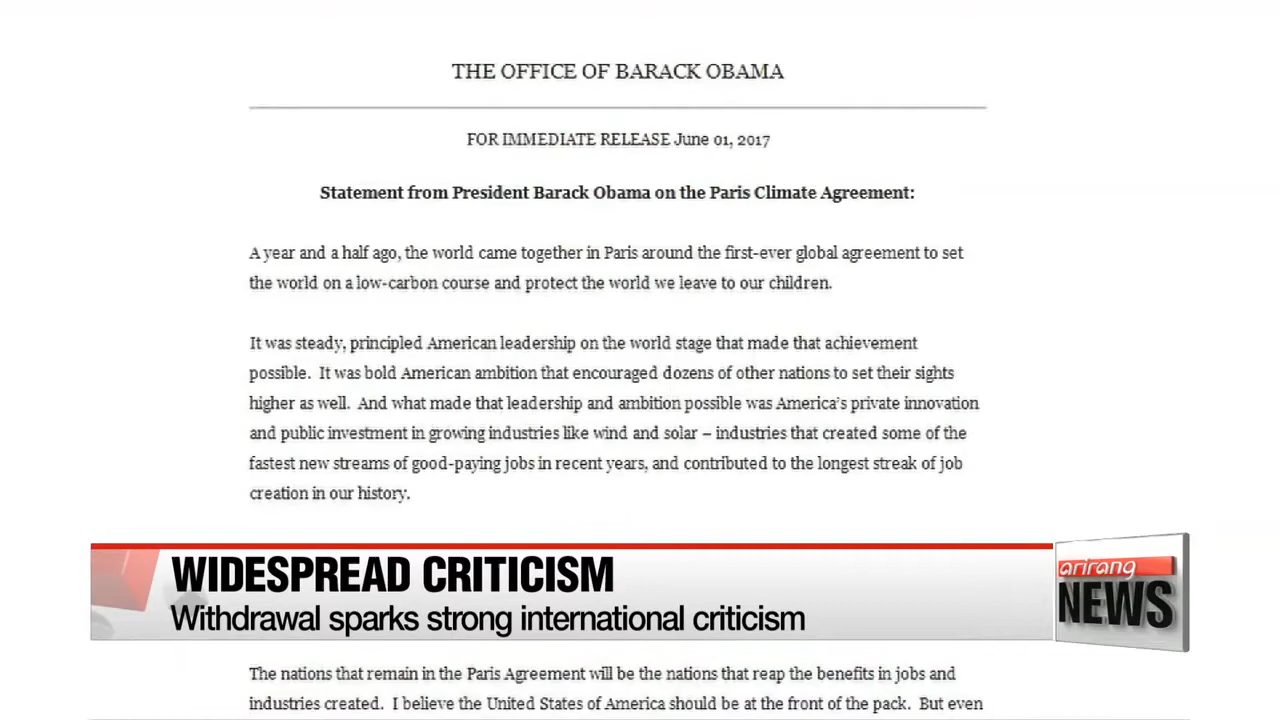 THE OFFICE OF BARACK OBAMA
FOR IMMEDIATE RELEASE June 01, 2017
Statement from President Barack Obama on the Paris Climate Agreement:
A year and a half ago, the world came together in Paris around the first-ever global agreement to set
the world on a low-carbon course and protect the world we leave to our children.
It was steady, principled American leadership on the world stage that made that achievement
possible.  It was bold American ambition that encouraged dozens of other nations to set their sights
higher as well.  And what made that leadership and ambition possible was America's private innovation
and public investment in growing industries like wind and solar – industries that created some of the
fastest new streams of good-paying jobs in recent years, and contributed to the longest streak of job
creation in our history.
WIDESPREAD CRITICISM
Withdrawal sparks strong international criticism
arirang
NEWS
The nations that remain in the Paris Agreement will be the nations that reap the benefits in jobs and
industries created.  I believe the United States of America should be at the front of the pack.  But even